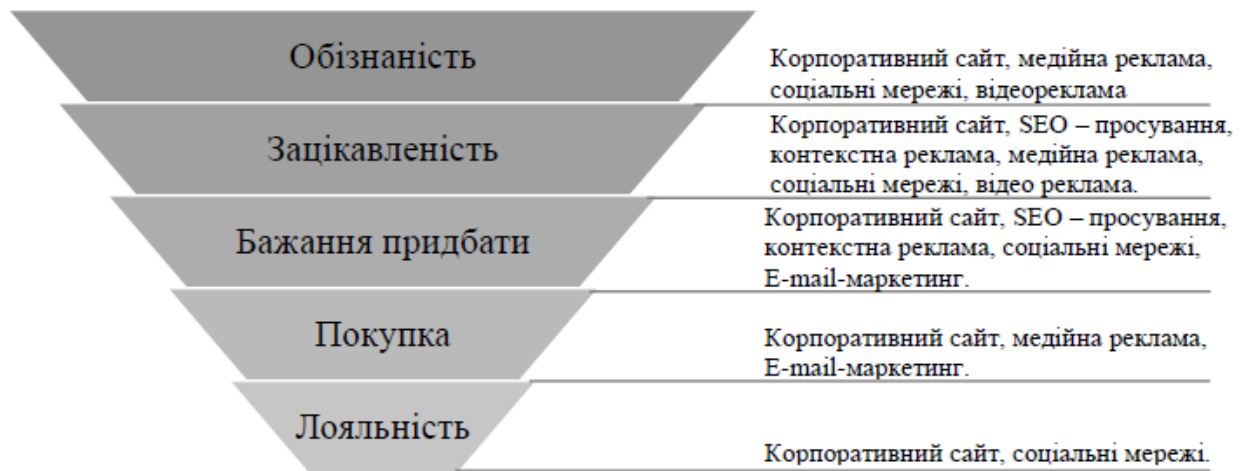 Обізнаність
Корпоративний сайт, медійна реклама,
соціальні мережі, відеореклама
Зацікавленість
Корпоративний сайт, SEO – просування,
контекстна реклама, медійна реклама,
соціальні мережі, відео реклама.
Бажання придбати
Корпоративний сайт, SEO – просування,
контекстна реклама, соціальні мережі,
E-mail-маркетинг.
Покупка
Корпоративний сайт, медійна реклама,
E-mail-маркетинг.
Лояльність
Корпоративний сайт, соціальні мережі.